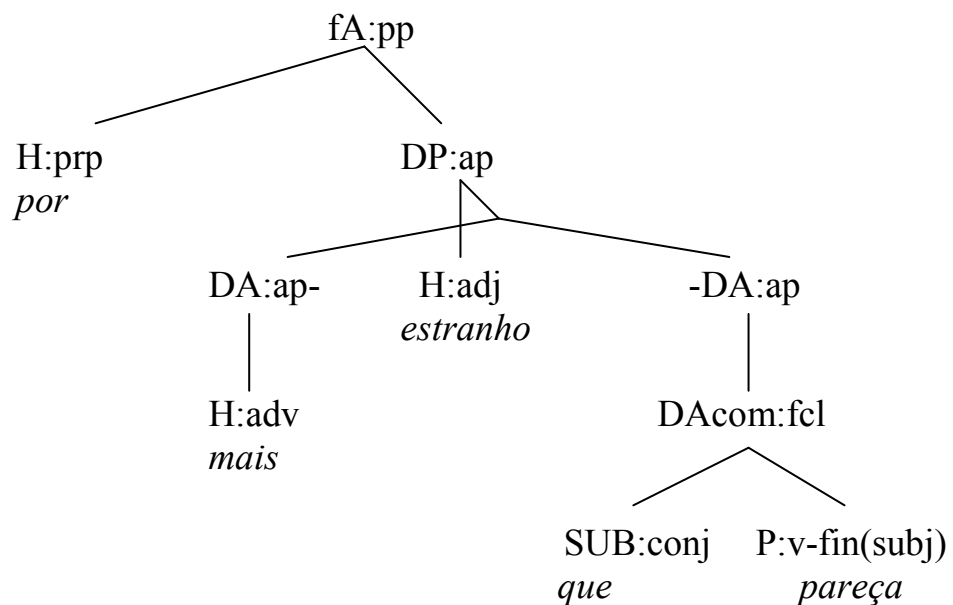 fA:pp
H:prp DP:ap
por
DA:ap- H:adj -DA:ap
estranho
H:adv DAcom:fcl
mais
SUB:conj P:v-fin(subj)
que pareça